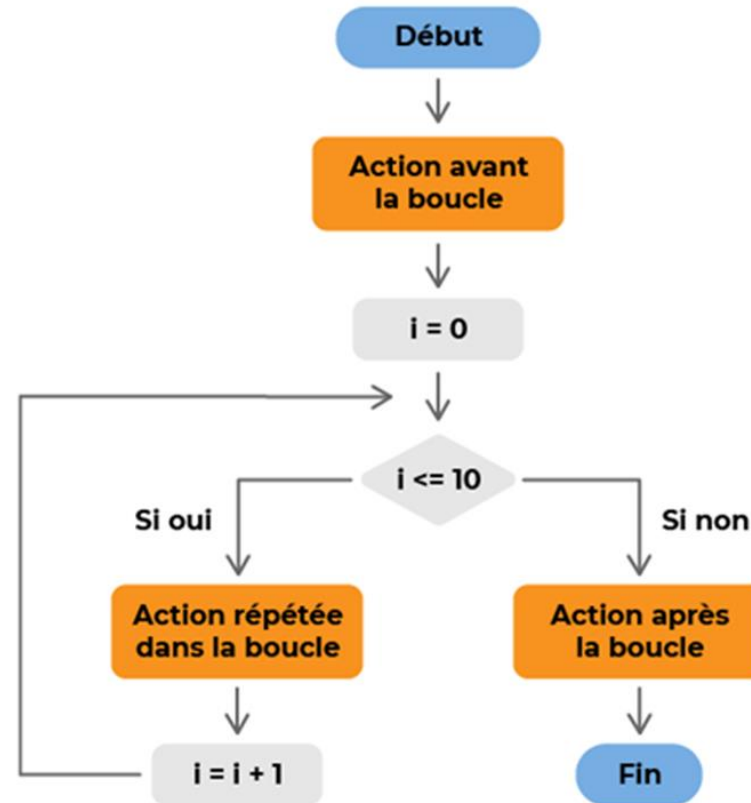 Début
Action avant
la boucle
i = 0
i <= 10
Si oui
Si non
Action répétée
dans la boucle
Action après
la boucle
i = i + 1
Fin